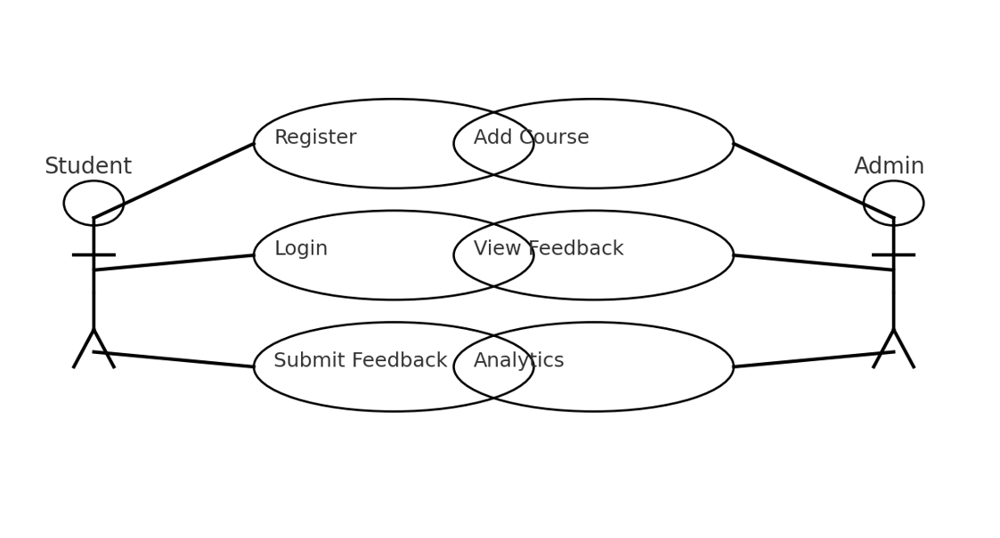 Register
Add Course
Student
Admin
Login
View Feedback
Submit Feedback
Analytics